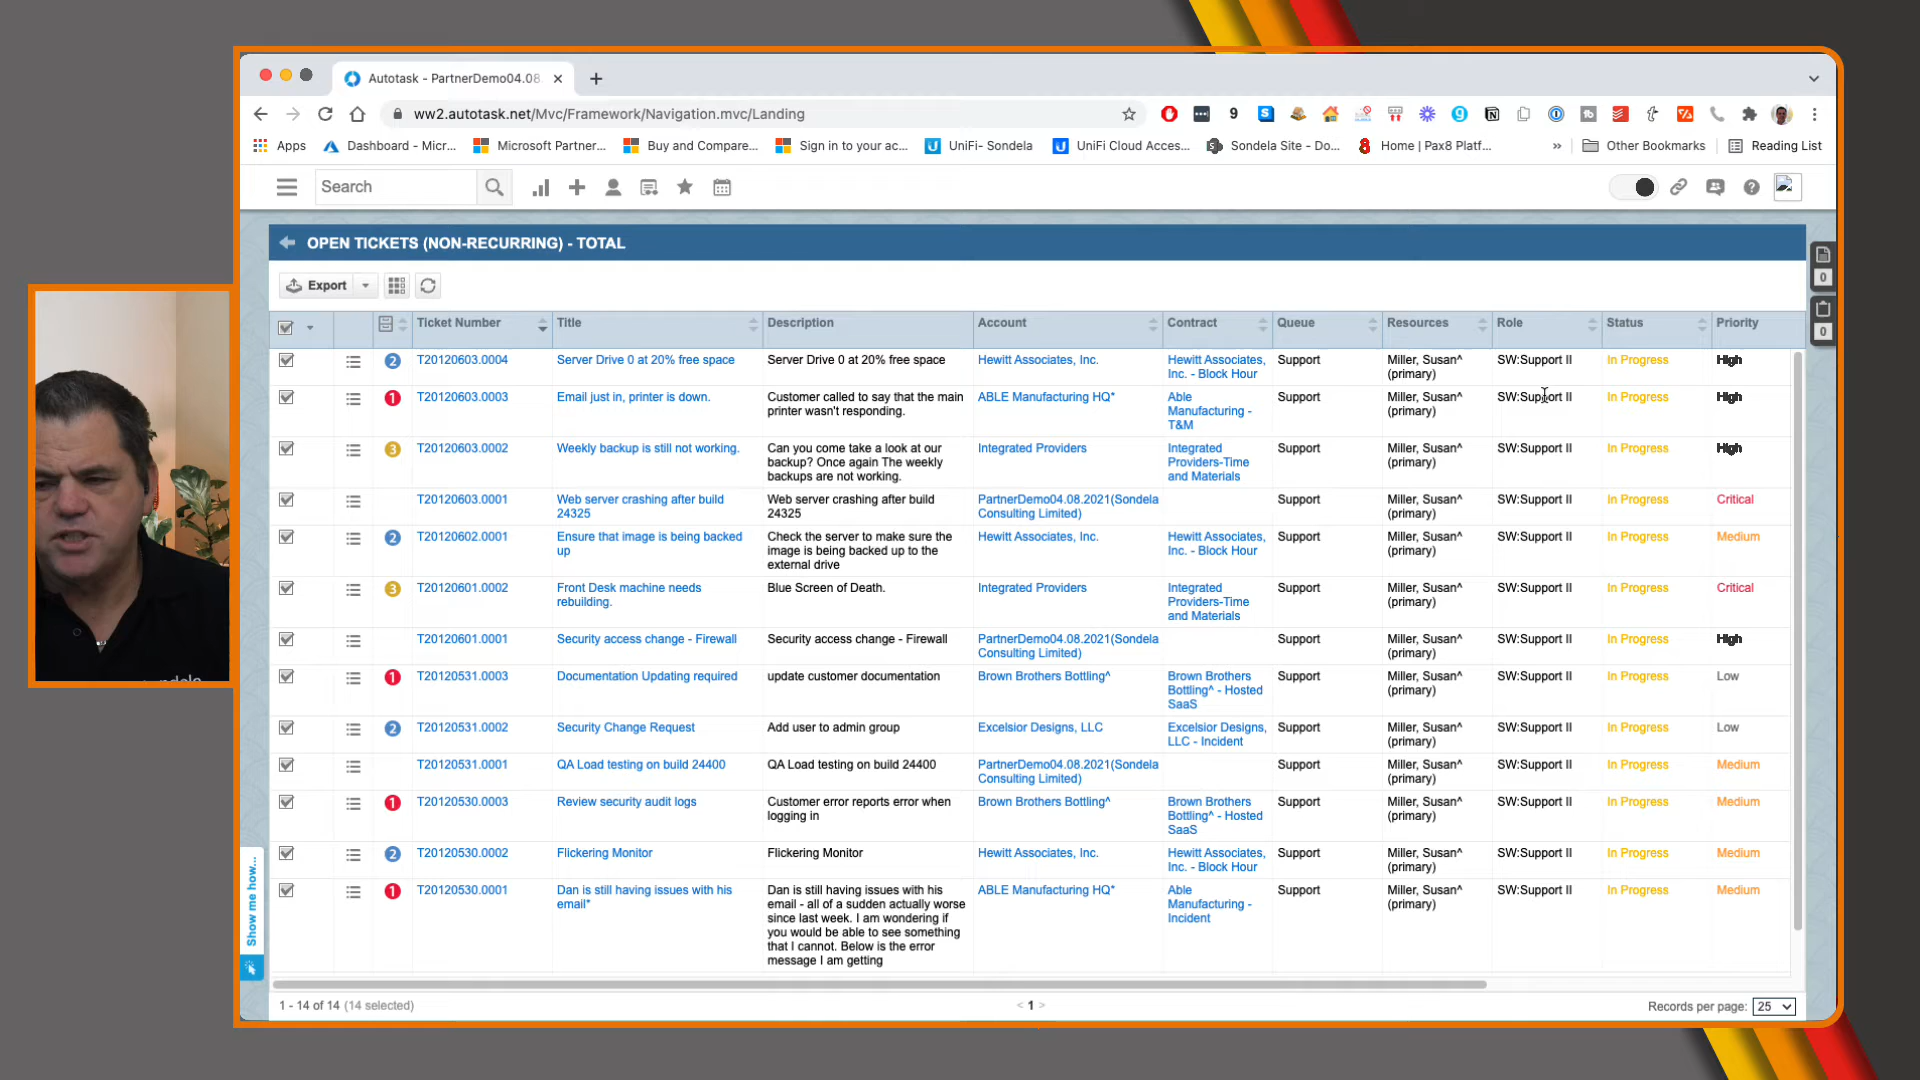 Autotask - PartnerDemo04.08
ww2.autotask.net/Mvc/Framework/Navigation.mvc/Landing
9
Apps Dashboard - Micr... Microsoft Partner... Buy and Compare... Sign in to your ac... UniFi- Sondela UniFi Cloud Acces... Sondela Site - Do... Home | Pax8 Platf... » Other Bookmarks Reading List
Search
OPEN TICKETS (NON-RECURRING) - TOTAL
Export
0
0
Ticket Number Title Description Account Contract Queue Resources Role Status Priority
2 T20120603.0004 Server Drive 0 at 20% free space Server Drive 0 at 20% free space Hewitt Associates, Inc. Hewitt Associates, Support Miller, Susan^ SW:Support II In Progress High
Inc. - Block Hour (primary)
1 T20120603.0003 Email just in, printer is down. Customer called to say that the main ABLE Manufacturing HQ* Able Support Miller, Susan^ SW:Support II In Progress High
printer wasn't responding. Manufacturing - (primary)
T&M
3 T20120603.0002 Weekly backup is still not working. Can you come take a look at our Integrated Providers Integrated Support Miller, Susan^ SW:Support II In Progress High
backup? Once again The weekly Providers-Time (primary)
backups are not working. and Materials
T20120603.0001 Web server crashing after build Web server crashing after build PartnerDemo04.08.2021(Sondela Support Miller, Susan^ SW:Support II In Progress Critical
24325 24325 Consulting Limited) (primary)
2 T20120602.0001 Ensure that image is being backed Check the server to make sure the Hewitt Associates, Inc. Hewitt Associates, Support Miller, Susan^ SW:Support II In Progress Medium
up image is being backed up to the Inc. - Block Hour (primary)
external drive
3 T20120601.0002 Front Desk machine needs Blue Screen of Death. Integrated Providers Integrated Support Miller, Susan^ SW:Support II In Progress Critical
rebuilding. Providers-Time (primary)
and Materials
T20120601.0001 Security access change - Firewall Security access change - Firewall PartnerDemo04.08.2021(Sondela Support Miller, Susan^ SW:Support II In Progress High
Consulting Limited) (primary)
1 T20120531.0003 Documentation Updating required update customer documentation Brown Brothers Bottling^ Brown Brothers Support Miller, Susan^ SW:Support II In Progress Low
Bottling^ - Hosted (primary)
SaaS
2 T20120531.0002 Security Change Request Add user to admin group Excelsior Designs, LLC Excelsior Designs, Support Miller, Susan^ SW:Support II In Progress Low
LLC - Incident (primary)
T20120531.0001 QA Load testing on build 24400 QA Load testing on build 24400 PartnerDemo04.08.2021(Sondela Support Miller, Susan^ SW:Support II In Progress Medium
Consulting Limited) (primary)
1 T20120530.0003 Review security audit logs Customer error reports error when Brown Brothers Bottling^ Brown Brothers Support Miller, Susan^ SW:Support II In Progress Medium
logging in Bottling^ - Hosted (primary)
SaaS
2 T20120530.0002 Flickering Monitor Flickering Monitor Hewitt Associates, Inc. Hewitt Associates, Support Miller, Susan^ SW:Support II In Progress Medium
Inc. - Block Hour (primary)
1 T20120530.0001 Dan is still having issues with his Dan is still having issues with his ABLE Manufacturing HQ* Able Support Miller, Susan^ SW:Support II In Progress Medium
email* email - all of a sudden actually worse Manufacturing - (primary)
since last week. I am wondering if Incident
you would be able to see something
that I cannot. Below is the error
message I am getting
Show me how...
1 - 14 of 14 (14 selected) < 1 > Records per page: 25